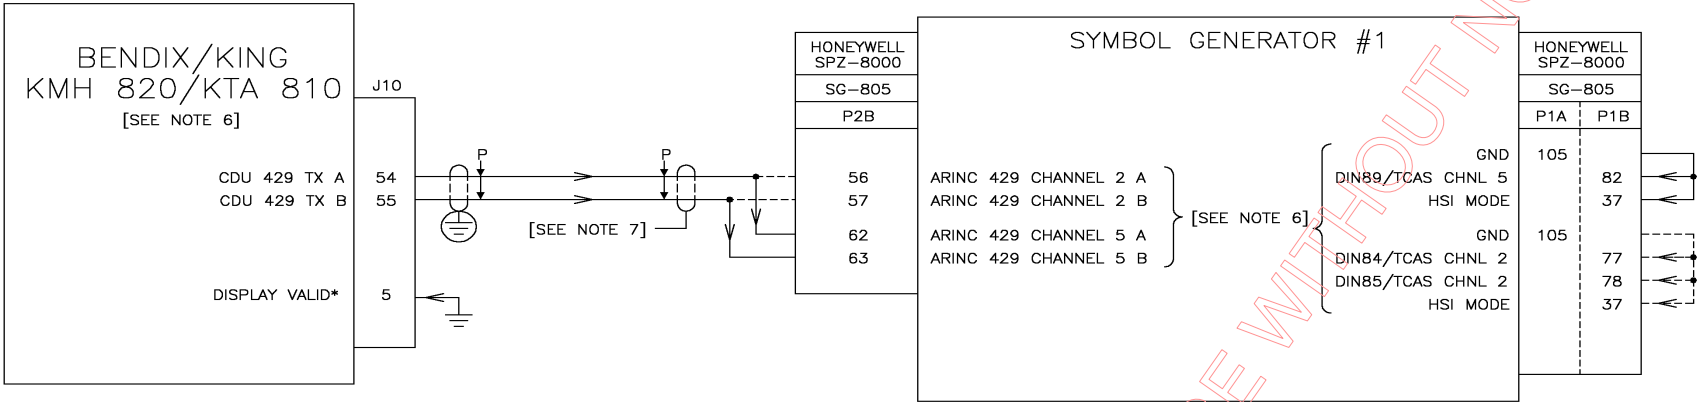 BENDIX/KING
KMH 820/KTA 810
[SEE NOTE 6]
J10
CDU 429 TX A 54
CDU 429 TX B 55
DISPLAY VALID* 5
P
P
[SEE NOTE 7]
HONEYWELL
SPZ-8000
SG-805
P2B
56
57
62
63
SYMBOL GENERATOR #1
ARINC 429 CHANNEL 2 A
ARINC 429 CHANNEL 2 B
ARINC 429 CHANNEL 5 A
ARINC 429 CHANNEL 5 B
[SEE NOTE 6]
HONEYWELL
SPZ-8000
SG-805
P1A P1B
GND 105
DIN89/TCAS CHNL 5 82
HSI MODE 37
GND 105
DIN84/TCAS CHNL 2 77
DIN85/TCAS CHNL 2 78
HSI MODE 37
WITHOUT